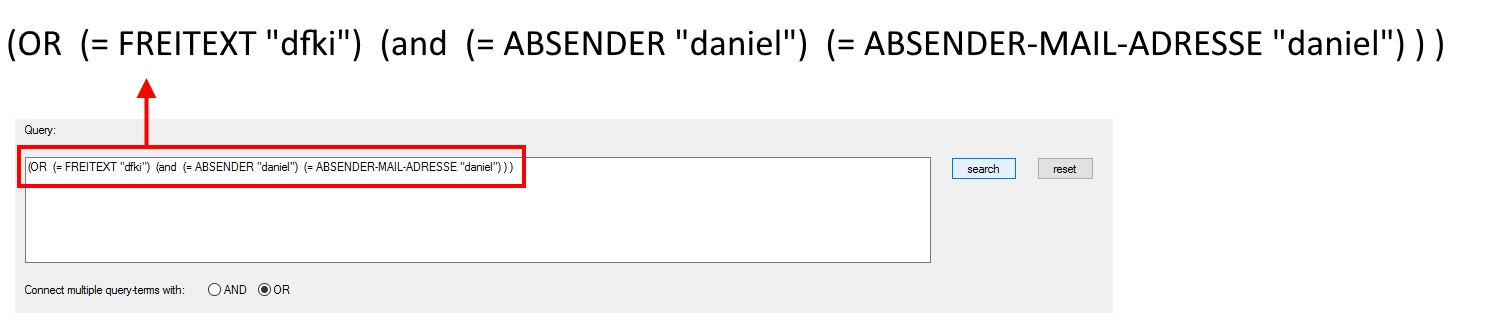 (OR (= FREITEXT "dfki") (and (= ABSENDER "daniel") (= ABSENDER-MAIL-ADRESSE "daniel") ) )
Query:
(OR (= FREITEXT "dfki") (and (= ABSENDER "daniel") (= ABSENDER-MAIL-ADRESSE "daniel") ) )
search reset
Connect multiple query-terms with: AND OR